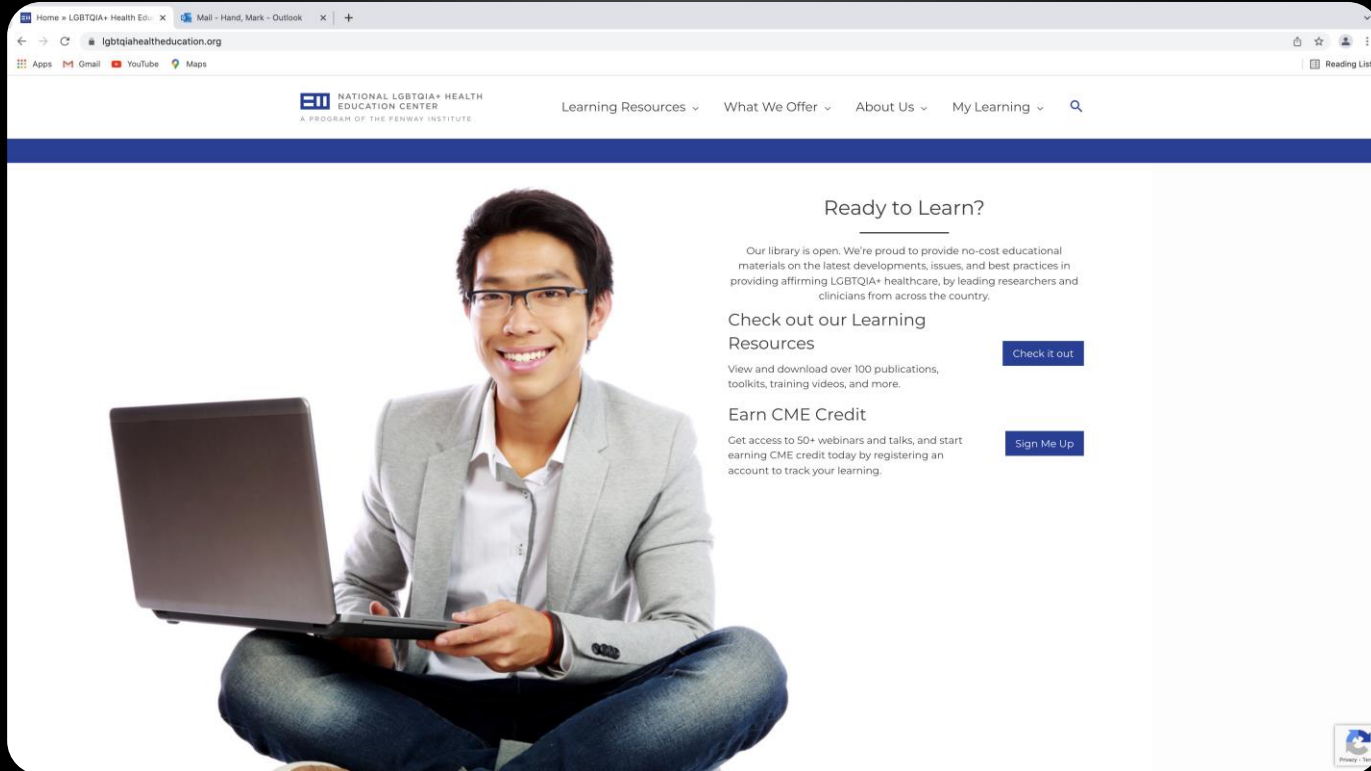 Home » LGBTQIA+ Health Edu
Mail - Hand, Mark - Outlook
lgbtqiahealtheducation.org
Apps
Gmail
YouTube
Maps
Reading List
NATIONAL LGBTQIA+ HEALTH
EDUCATION CENTER
A PROGRAM OF THE FENWAY INSTITUTE
Learning Resources
What We Offer
About Us
My Learning
Ready to Learn?
Our library is open. We're proud to provide no-cost educational
materials on the latest developments, issues, and best practices in
providing affirming LGBTQIA+ healthcare, by leading researchers and
clinicians from across the country.
Check out our Learning
Resources
Check it out
View and download over 100 publications,
toolkits, training videos, and more.
Earn CME Credit
Sign Me Up
Get access to 50+ webinars and talks, and start
earning CME credit today by registering an
account to track your learning.
Privacy -